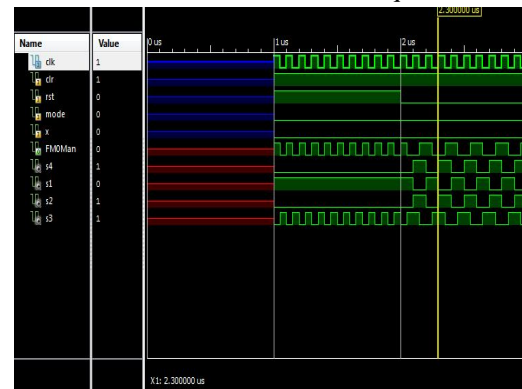 2.300000 us
Name Value 0 us 1 us 2 us
clk 1
clr 1
rst 0
mode 0
x 0
FM0Man 0
s4 1
s1 0
s2 1
s3 1
X1: 2.300000 us